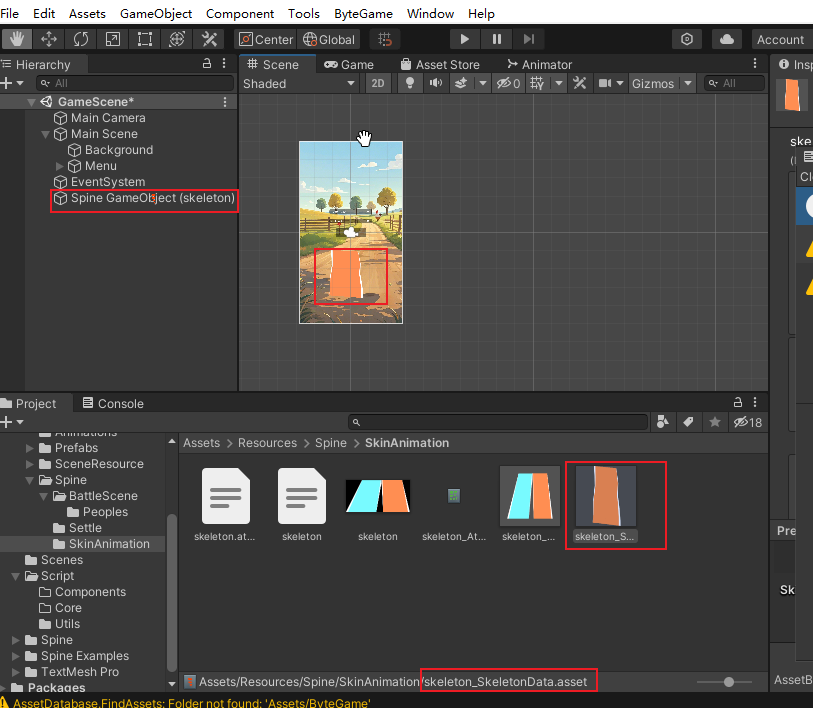 File Edit Assets GameObject Component Tools ByteGame Window Help
Center Global Account
Hierarchy
All
GameScene*
Main Camera
Main Scene
Background
Menu
EventSystem
Spine GameObject (skeleton)
Scene Game Asset Store Animator
Shaded 2D 0 Gizmos All
Insp
ske
Cl
Project Console
18
Animations
Prefabs
SceneResource
Spine
BattleScene
Peoples
Settle
SkinAnimation
Scenes
Script
Components
Core
Utils
Spine
Spine Examples
TextMesh Pro
Packages
Assets > Resources > Spine > SkinAnimation
skeleton.at... skeleton skeleton skeleton_At... skeleton_... skeleton_S...
Assets/Resources/Spine/SkinAnimation/skeleton_SkeletonData.asset
Pre
Sk
AssetB
AssetDatabase.FindAssets: Folder not found: 'Assets/ByteGame'